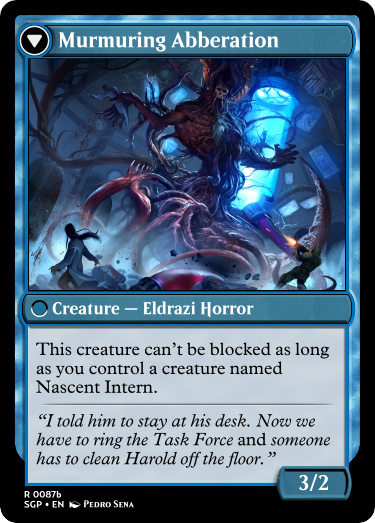 Murmuring Abberation
Creature — Eldrazi Horror
This creature can't be blocked as long
as you control a creature named
Nascent Intern.
“I told him to stay at his desk. Now we
have to ring the Task Force and someone
has to clean Harold off the floor.”
3/2
R 0087b
SGP • EN Pedro Sena